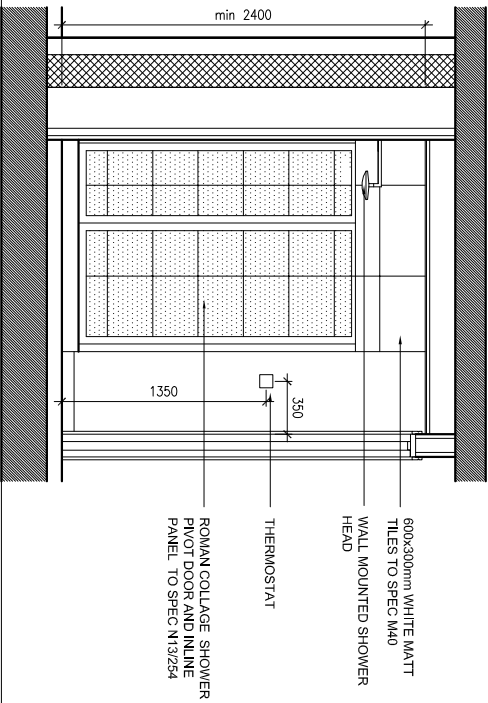 min 2400
1350
350
600x300mm WHITE MATT
TILES TO SPEC M40
WALL MOUNTED SHOWER
HEAD
THERMOSTAT
ROMAN COLLAGE SHOWER
PIVOT DOOR AND INLINE
PANEL TO SPEC N13/254